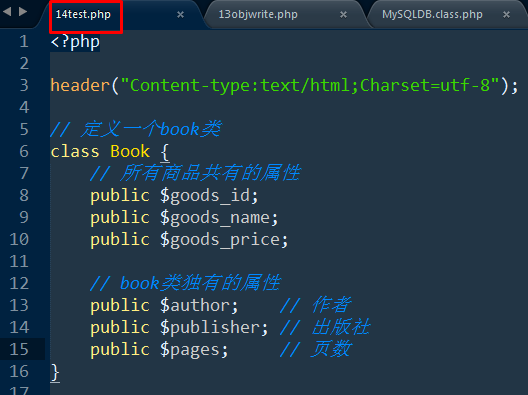 14test.php × 13objwrite.php × MySQLDB.class.php ×
1 <?php
2
3 header("Content-type:text/html;Charset=utf-8");
4
5 // 定义一个book类
6 class Book {
7     // 所有商品共有的属性
8     public $goods_id;
9     public $goods_name;
10     public $goods_price;
11
12     // book类独有的属性
13     public $author;    // 作者
14     public $publisher; // 出版社
15     public $pages;     // 页数
16 }
17